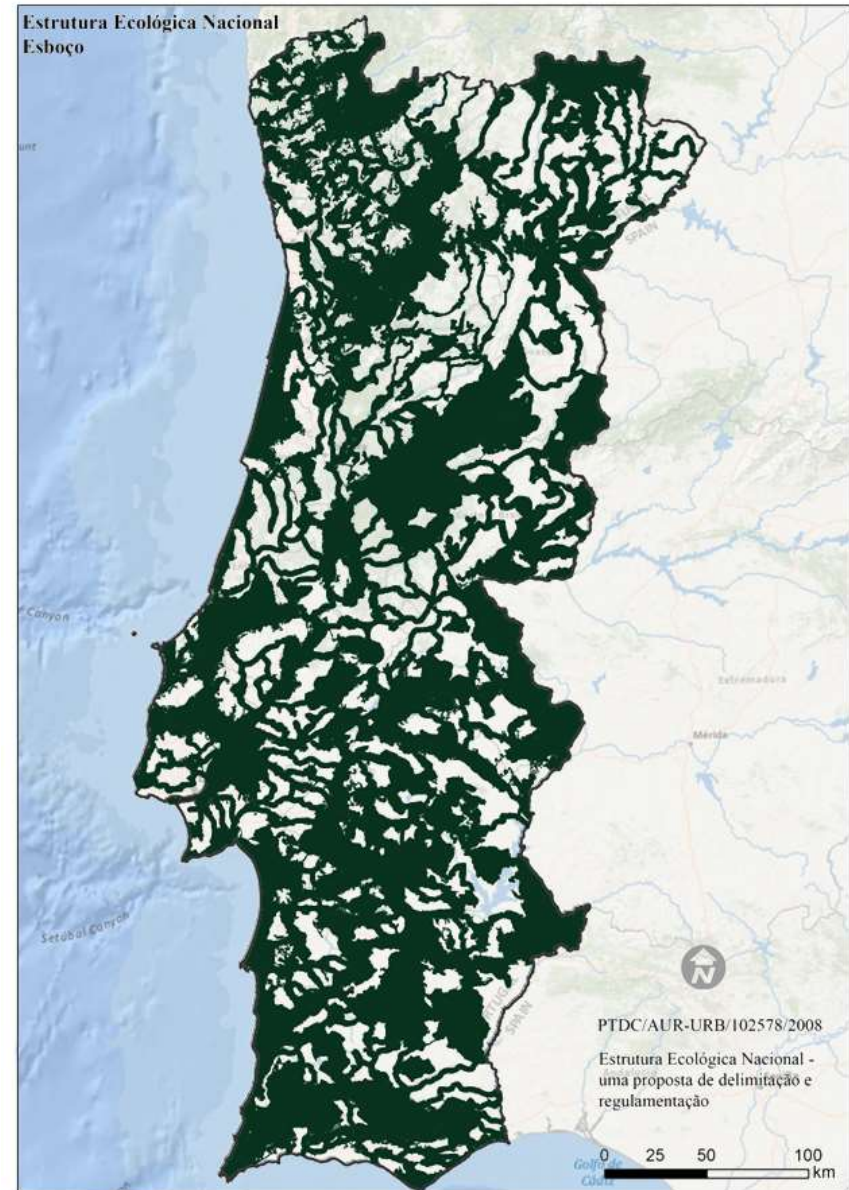 Estrutura Ecológica Nacional
Esboço
SPAIN
Canyon
Extremadura
Mérida
Setúbal Canyon
SPAIN
N
PTDC/AUR-URB/102578/2008
Estrutura Ecológica Nacional -
uma proposta de delimitação e
regulamentação
0 25 50 100
km
Golfo de
Cádiz